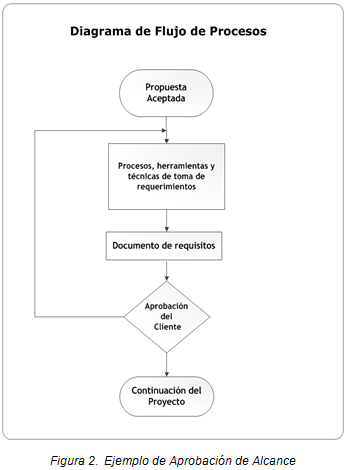 Diagrama de Flujo de Procesos
Propuesta
Aceptada
Procesos, herramientas y
técnicas de toma de
requerimientos
Documento de requisitos
Aprobación
del
Cliente
Continuación del
Proyecto
Figura 2. Ejemplo de Aprobación de Alcance